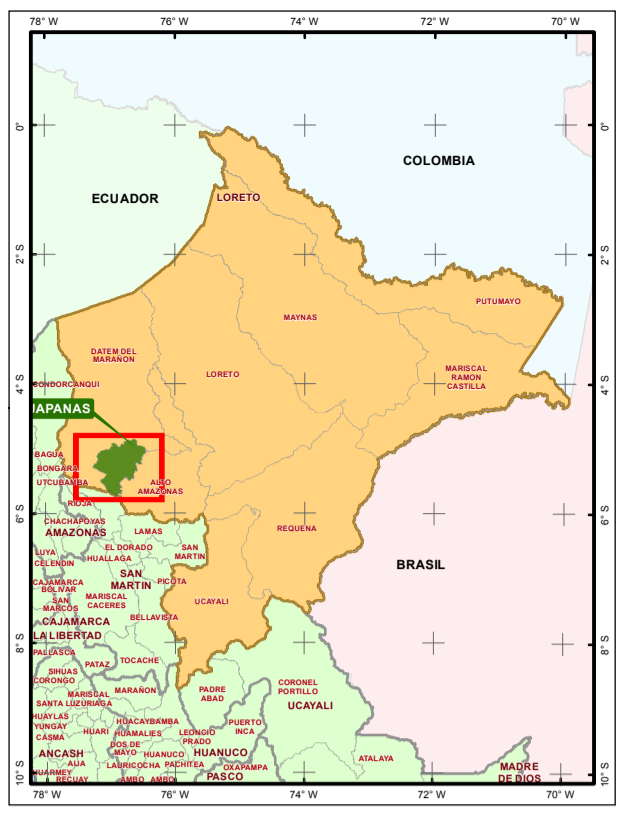 78° W 76° W 74° W 72° W 70° W
0°
0°
COLOMBIA
ECUADOR
LORETO
2° S
2° S
PUTUMAYO
MAYNAS
DATEM DEL
MARAÑON
LORETO
MARISCAL
RAMON
CASTILLA
4° S
4° S
CONDORCANQUI
JAPANAS
BAGUA
BONGARA
UTCUBAMBA
ALTO
AMAZONAS
RIOJA
6° S
6° S
CHACHAPOYAS
AMAZONAS
LAMAS
REQUENA
EL DORADO
SAN
MARTIN
LUYA
HUALLAGA
CELENDIN
BRASIL
SAN
MARTIN
PICOTA
CAJAMARCA
BOLIVAR
SAN
MARCOS
MARISCAL
CACERES
UCAYALI
CAJAMARCA
BELLAVISTA
LA LIBERTAD
8° S
8° S
PALLASCA
PATAZ
TOCACHE
SIHUAS
CORONGO
MARISCAL
LUZURIAGA
MARAÑON
PADRE
ABAD
CORONEL
PORTILLO
SANTA
UCAYALI
HUAYLAS
YUNGAY
CASMA
HUARI
HUACAYBAMBA
HUAMALIES
LEONCIO
PRADO
PUERTO
INCA
DOS DE
MAYO
ANCASH
HUANUCO
HUANUCO
ATALAYA
AIJA
LAURICOCHA
PACHITEA
OXAPAMPA
HUARMEY
RECUAY
AMBO
AMBO
PASCO
MADRE
DE DIOS
10° S
10° S
78° W 76° W 74° W 72° W 70° W